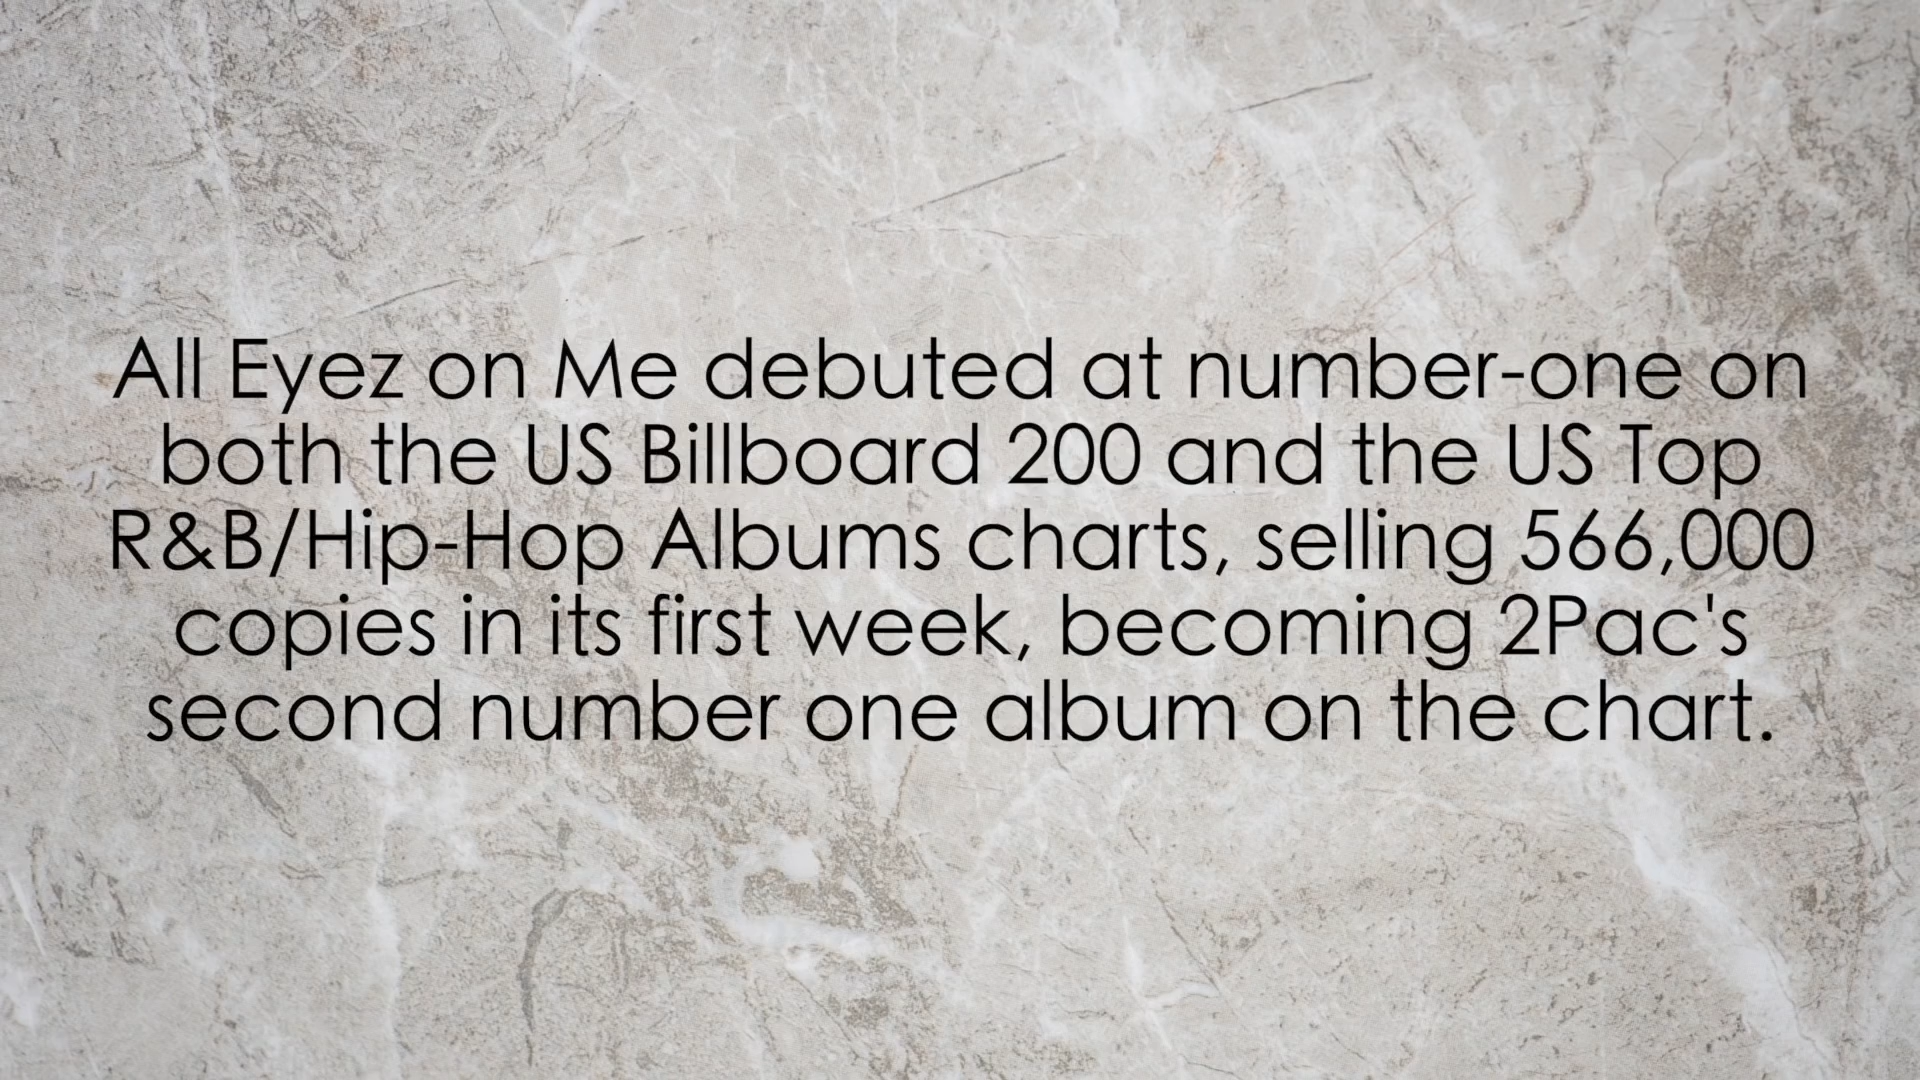 All Eyez on Me debuted at number-one on
both the US Billboard 200 and the US Top
R&B/Hip-Hop Albums charts, selling 566,000
copies in its first week, becoming 2Pac's
second number one album on the chart.